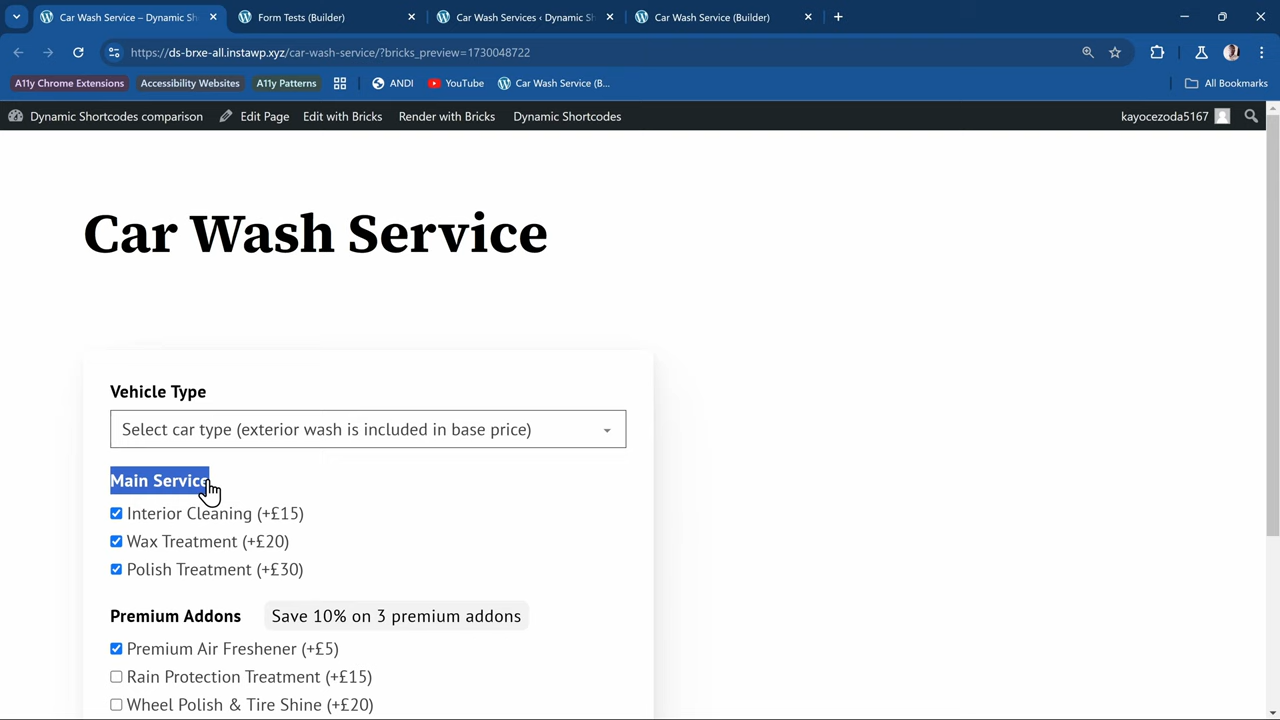 Car Wash Service – Dynamic Sh
Form Tests (Builder)
Car Wash Services ‹ Dynamic Sh
Car Wash Service (Builder)
https://ds-brxe-all.instawp.xyz/car-wash-service/?bricks_preview=1730048722
A11y Chrome Extensions
Accessibility Websites
A11y Patterns
ANDI
YouTube
Car Wash Service (B...
All Bookmarks
Dynamic Shortcodes comparison
Edit Page
Edit with Bricks
Render with Bricks
Dynamic Shortcodes
kayocezoda5167
Car Wash Service
Vehicle Type
Select car type (exterior wash is included in base price)
Main Service
Interior Cleaning (+£15)
Wax Treatment (+£20)
Polish Treatment (+£30)
Premium Addons
Save 10% on 3 premium addons
Premium Air Freshener (+£5)
Rain Protection Treatment (+£15)
Wheel Polish & Tire Shine (+£20)